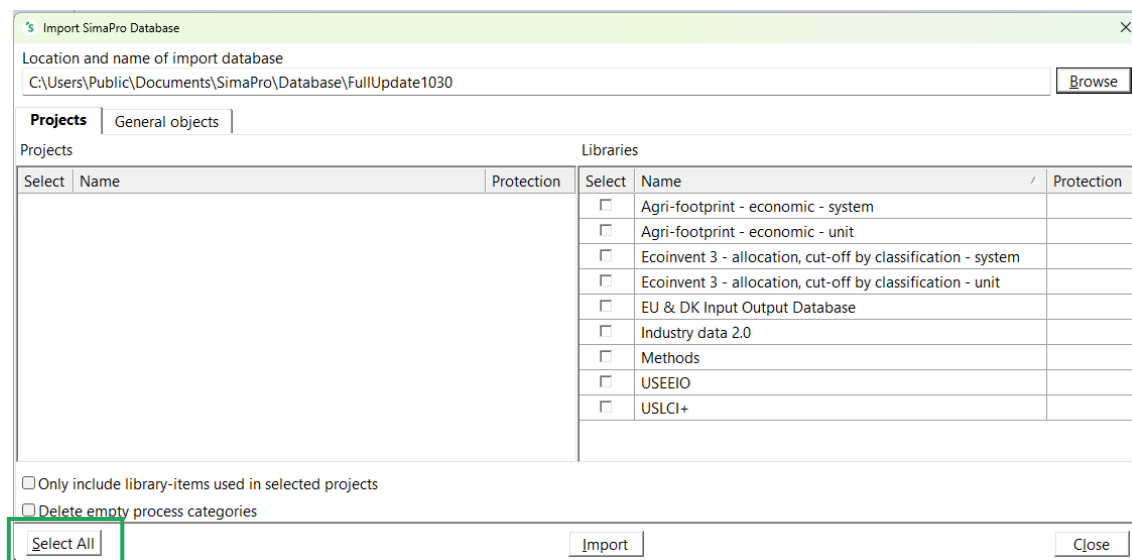 Import SimaPro Database
Location and name of import database
C:\Users\Public\Documents\SimaPro\Database\FullUpdate1030
Browse
Projects General objects
Projects
Select Name Protection
Libraries
Select Name Protection
Agri-footprint - economic - system
Agri-footprint - economic - unit
Ecoinvent 3 - allocation, cut-off by classification - system
Ecoinvent 3 - allocation, cut-off by classification - unit
EU & DK Input Output Database
Industry data 2.0
Methods
USEEIO
USLCI+
Only include library-items used in selected projects
Delete empty process categories
Select All Import Close